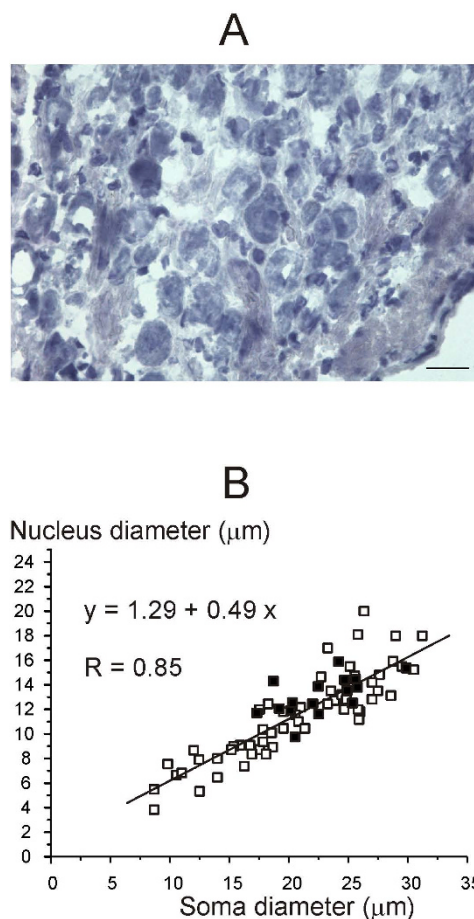 A
B
Nucleus diameter (μm)
24
22
20
18
16
14
12
10
8
6
4
2
0
y = 1.29 + 0.49 x
R = 0.85
0 5 10 15 20 25 30 35
Soma diameter (μm)